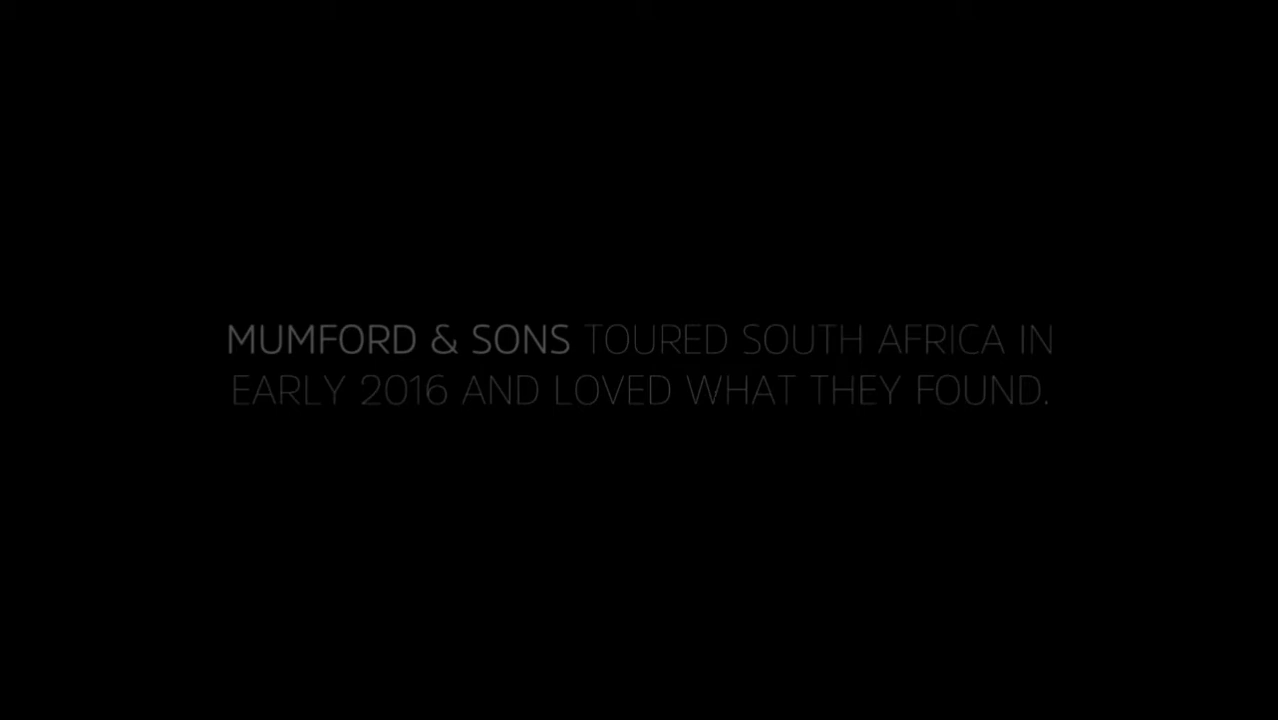 MUMFORD & SONS TOURED SOUTH AFRICA IN
EARLY 2016 AND LOVED WHAT THEY FOUND.